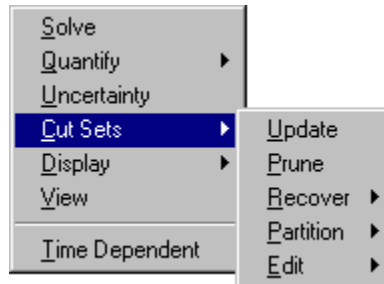 Solve
Quantify
Uncertainty
Cut Sets
Display
View
Time Dependent
Update
Prune
Recover
Partition
Edit